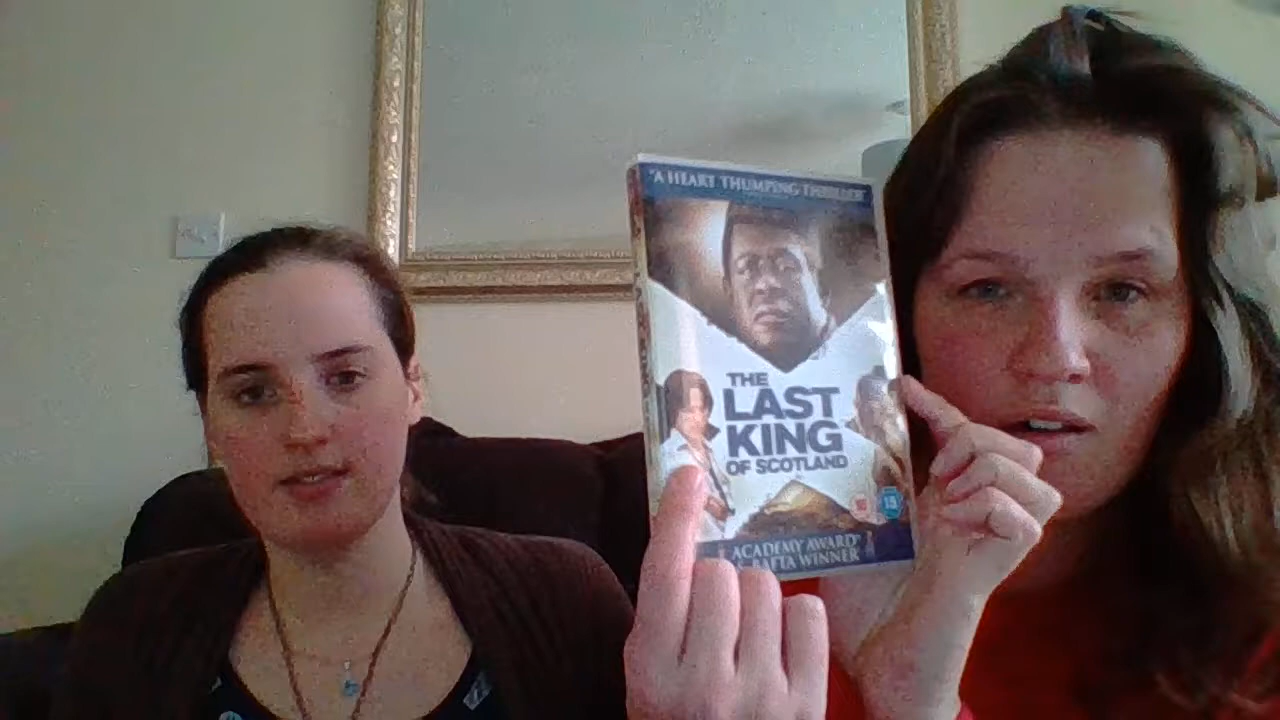 "A HEART THUMPING THRILLER"
THE
LAST
KING
OF SCOTLAND
15
ACADEMY AWARD®
& BAFTA WINNER